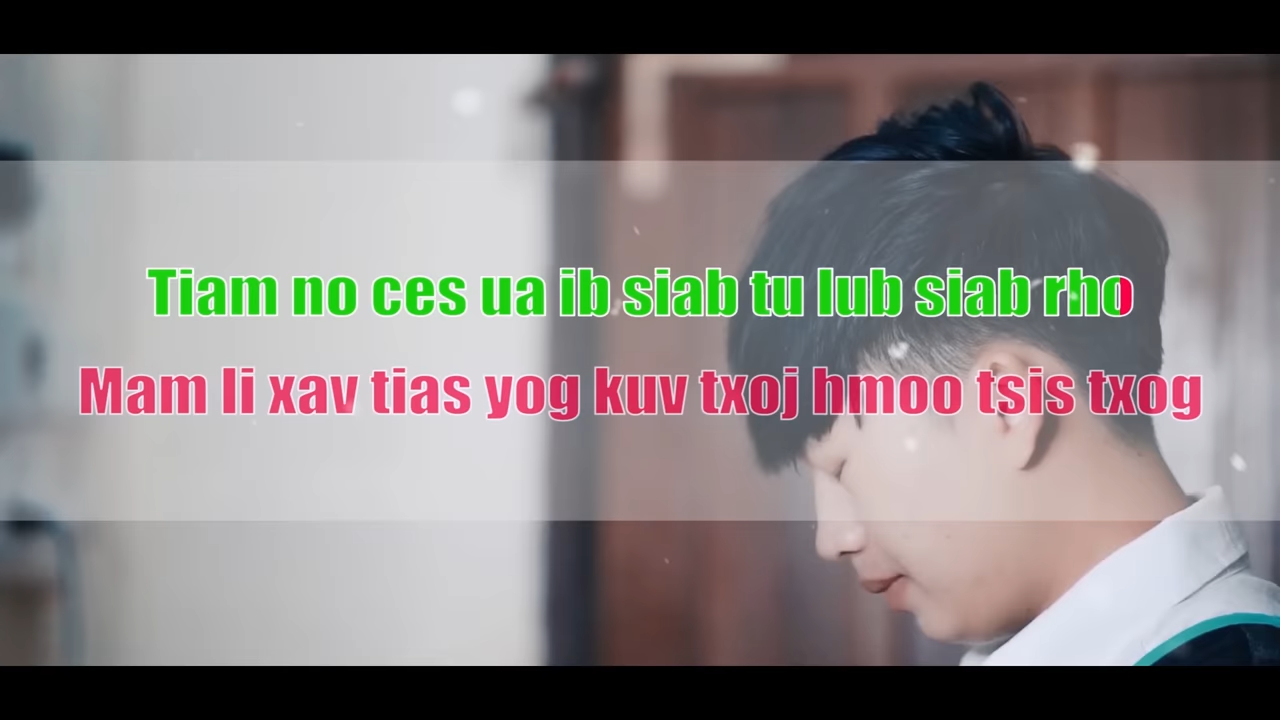 Tiam no ces ua ib siab tu lub siab rho
Mam li xav tias yog kuv txoj hmoo tsis txog